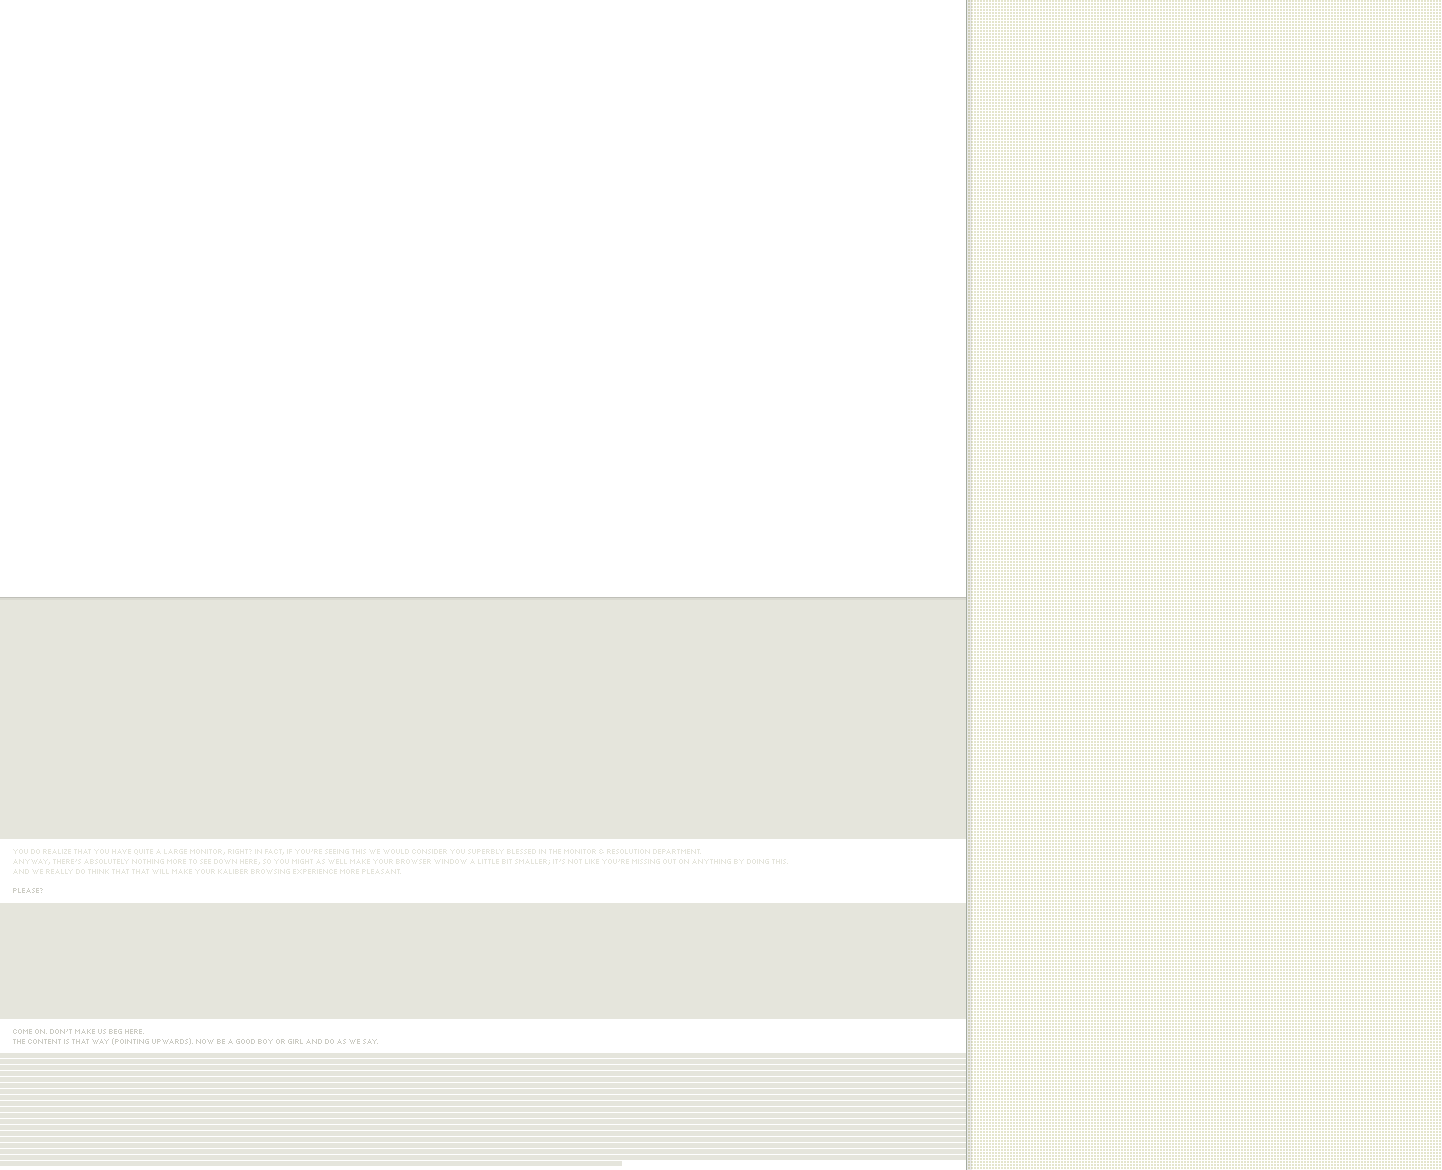 YOU DO REALIZE THAT YOU HAVE QUITE A LARGE MONITOR, RIGHT? IN FACT, IF YOU'RE SEEING THIS WE WOULD CONSIDER YOU SUPERBLY BLESSED IN THE MONITOR & RESOLUTION DEPARTMENT.
ANYWAY, THERE'S ABSOLUTELY NOTHING MORE TO SEE DOWN HERE, SO YOU MIGHT AS WELL MAKE YOUR BROWSER WINDOW A LITTLE BIT SMALLER, IT'S NOT LIKE YOU'RE MISSING OUT ON ANYTHING BY DOING THIS.
AND WE REALLY DO THINK THAT THAT WILL MAKE YOUR KALIBER BROWSING EXPERIENCE MORE PLEASANT.
PLEASE?
COME ON. DON'T MAKE US BEG HERE.
THE CONTENT IS THAT WAY (POINTING UPWARDS). NOW BE A GOOD BOY OR GIRL AND DO AS WE SAY.